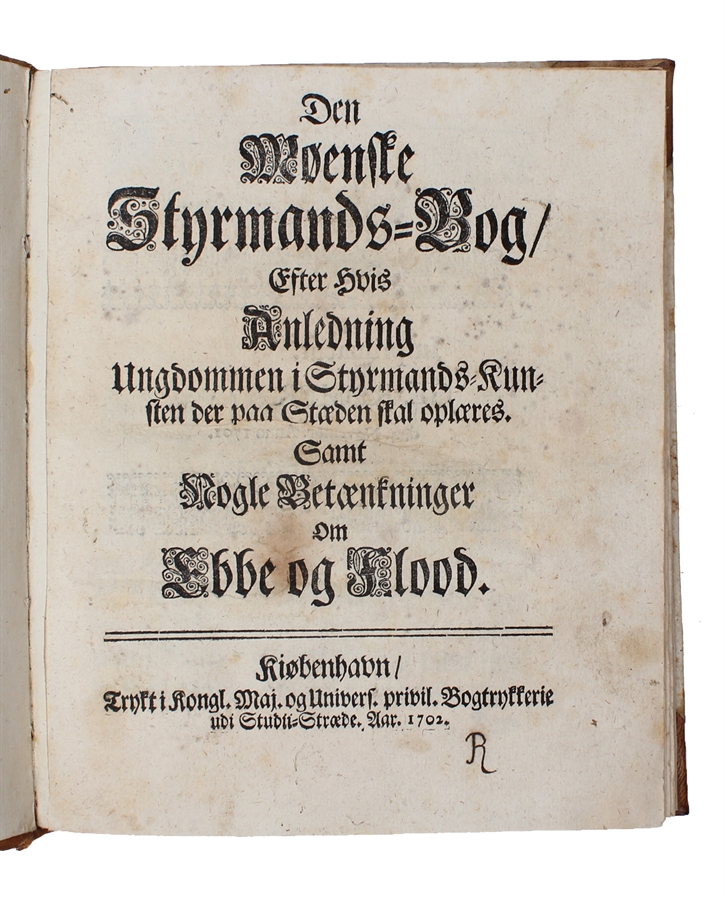 Den
Møenske
Styrmands-Bog/
Efter Hvis
Anledning
Ungdommen i Styrmands-Kun-
sten der paa Stæden skal oplæres.
Samt
Nogle Betænkninger
om
Ebbe og Flood.
Kiøbenhavn/
Trykt i Kongl. Maj. og Univers. privil. Bogtrykkerie
udi Studii-Stræde. Aar. 1702.
R